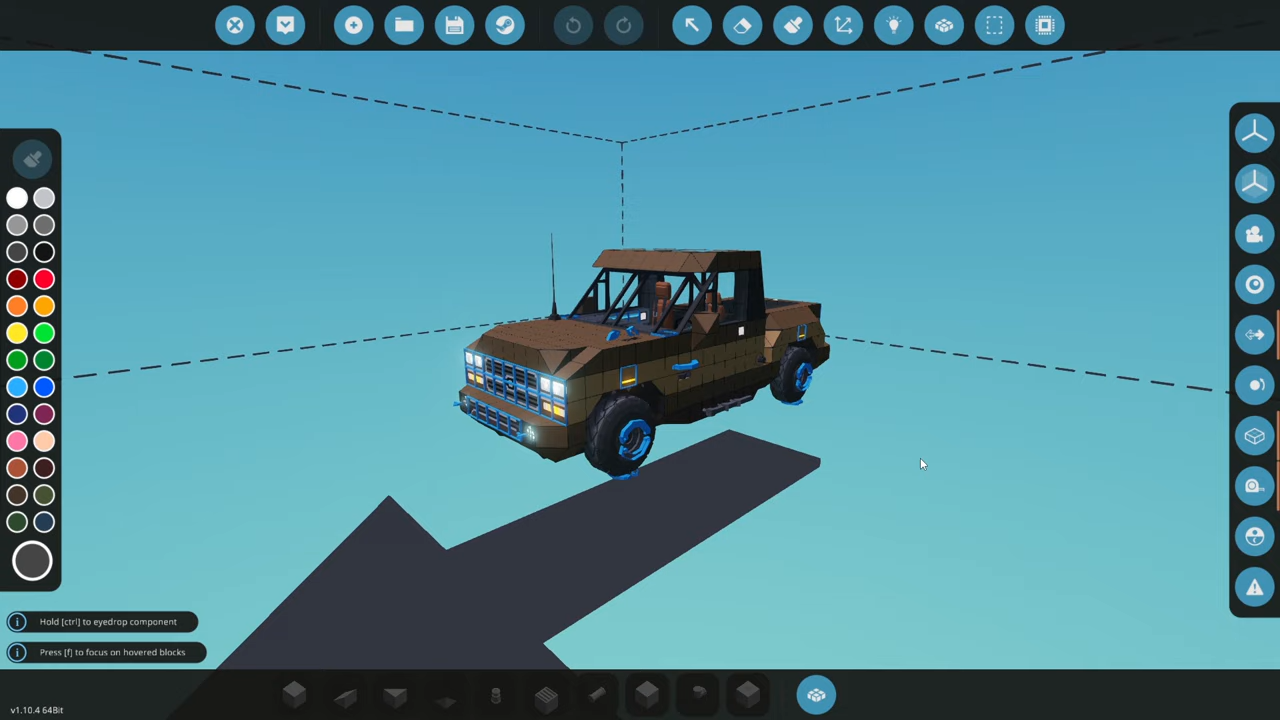 Hold [ctrl] to eyedrop component
Press [f] to focus on hovered blocks
v1.10.4 64Bit